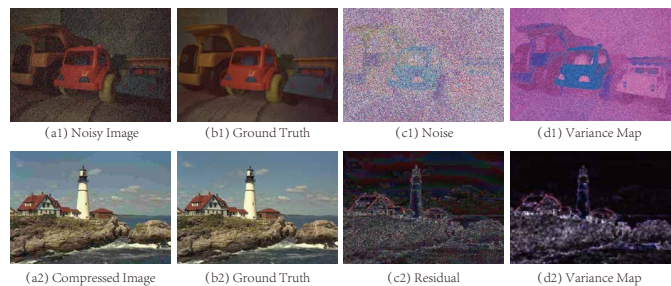 (a1) Noisy Image (b1) Ground Truth (c1) Noise (d1) Variance Map
(a2) Compressed Image (b2) Ground Truth (c2) Residual (d2) Variance Map